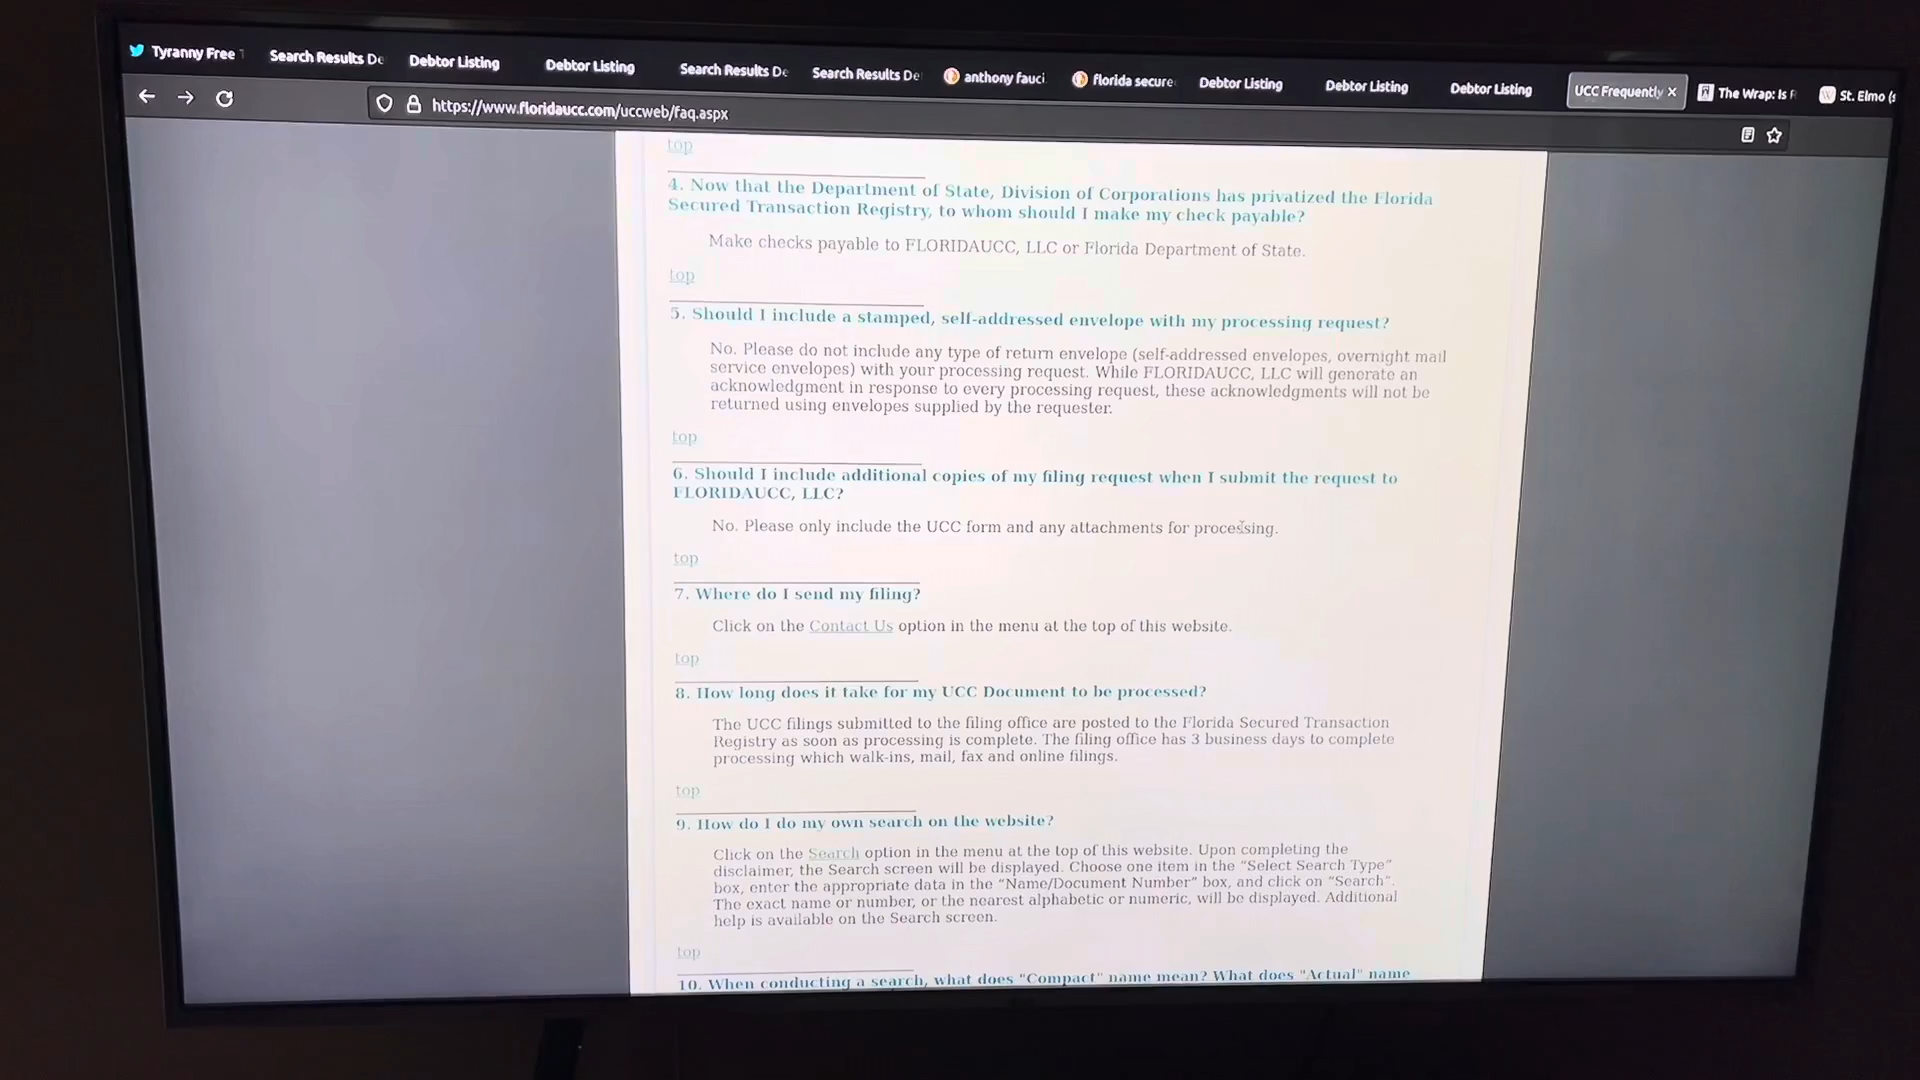 Tyranny Free T
Search Results De
Debtor Listing
Debtor Listing
Search Results De
Search Results De
anthony fauci
florida secure
Debtor Listing
Debtor Listing
Debtor Listing
UCC Frequently
The Wrap: Is
St. Elmo (s
https://www.floridaucc.com/uccweb/faq.aspx
top
4. Now that the Department of State, Division of Corporations has privatized the Florida
Secured Transaction Registry, to whom should I make my check payable?
Make checks payable to FLORIDAUCC, LLC or Florida Department of State.
top
5. Should I include a stamped, self-addressed envelope with my processing request?
No. Please do not include any type of return envelope (self-addressed envelopes, overnight mail
service envelopes) with your processing request. While FLORIDAUCC, LLC will generate an
acknowledgment in response to every processing request, these acknowledgments will not be
returned using envelopes supplied by the requester.
top
6. Should I include additional copies of my filing request when I submit the request to
FLORIDAUCC, LLC?
No. Please only include the UCC form and any attachments for processing.
top
7. Where do I send my filing?
Click on the Contact Us option in the menu at the top of this website.
top
8. How long does it take for my UCC Document to be processed?
The UCC filings submitted to the filing office are posted to the Florida Secured Transaction
Registry as soon as processing is complete. The filing office has 3 business days to complete
processing which walk-ins, mail, fax and online filings.
top
9. How do I do my own search on the website?
Click on the Search option in the menu at the top of this website. Upon completing the
disclaimer, the Search screen will be displayed. Choose one item in the “Select Search Type”
box, enter the appropriate data in the “Name/Document Number” box, and click on “Search”.
The exact name or number, or the nearest alphabetic or numeric, will be displayed. Additional
help is available on the Search screen.
top
10. When conducting a search, what does "Compact" name mean? What does "Actual" name